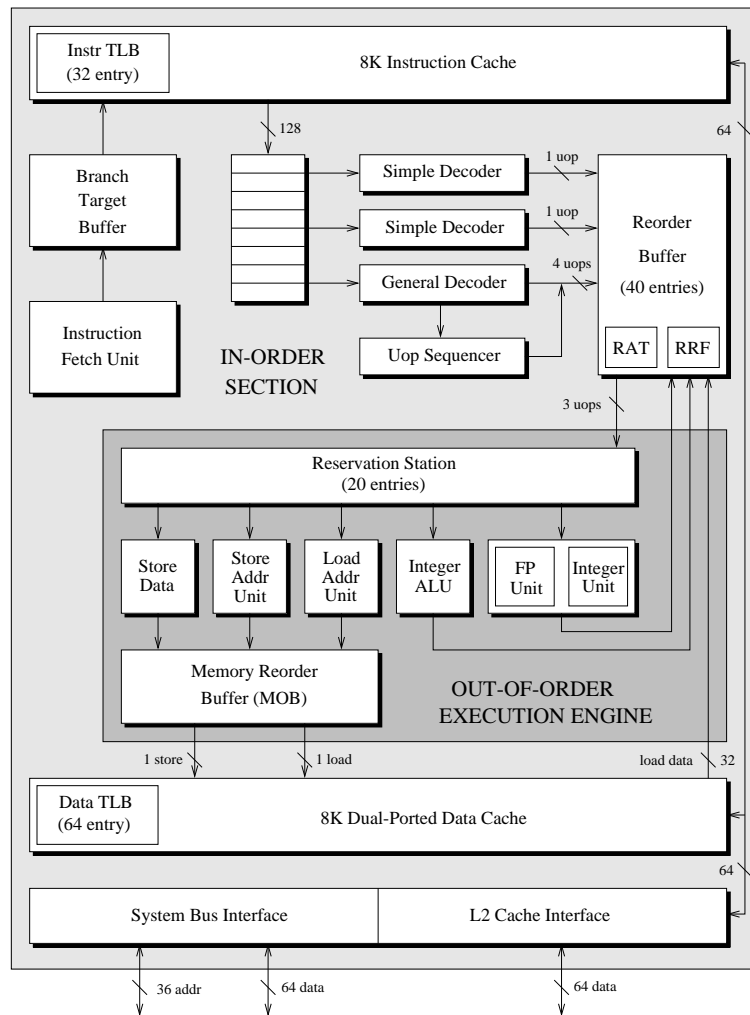 Instr TLB
(32 entry)
8K Instruction Cache
128
64
Branch
Target
Buffer
Simple Decoder
1 uop
Simple Decoder
1 uop
General Decoder
4 uops
Uop Sequencer
Reorder
Buffer
(40 entries)
RAT
RRF
Instruction
Fetch Unit
IN-ORDER
SECTION
3 uops
Reservation Station
(20 entries)
Store
Data
Store
Addr
Unit
Load
Addr
Unit
Integer
ALU
FP
Unit
Integer
Unit
Memory Reorder
Buffer (MOB)
OUT-OF-ORDER
EXECUTION ENGINE
1 store
1 load
load data
32
Data TLB
(64 entry)
8K Dual-Ported Data Cache
64
System Bus Interface
L2 Cache Interface
36 addr
64 data
64 data